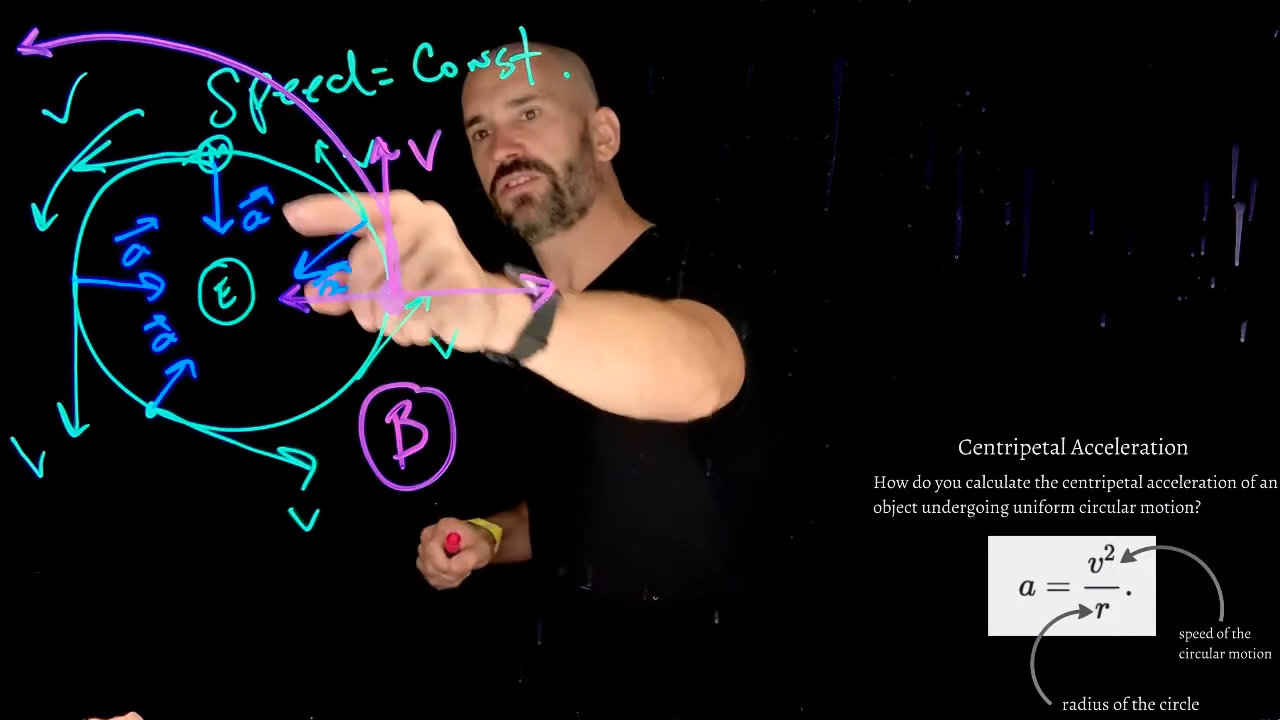 Speed = Const.
V
V
V
a
a
E
a
a
V
B
V
V
Centripetal Acceleration
How do you calculate the centripetal acceleration of an
object undergoing uniform circular motion?
a = v²/r.
speed of the
circular motion
radius of the circle